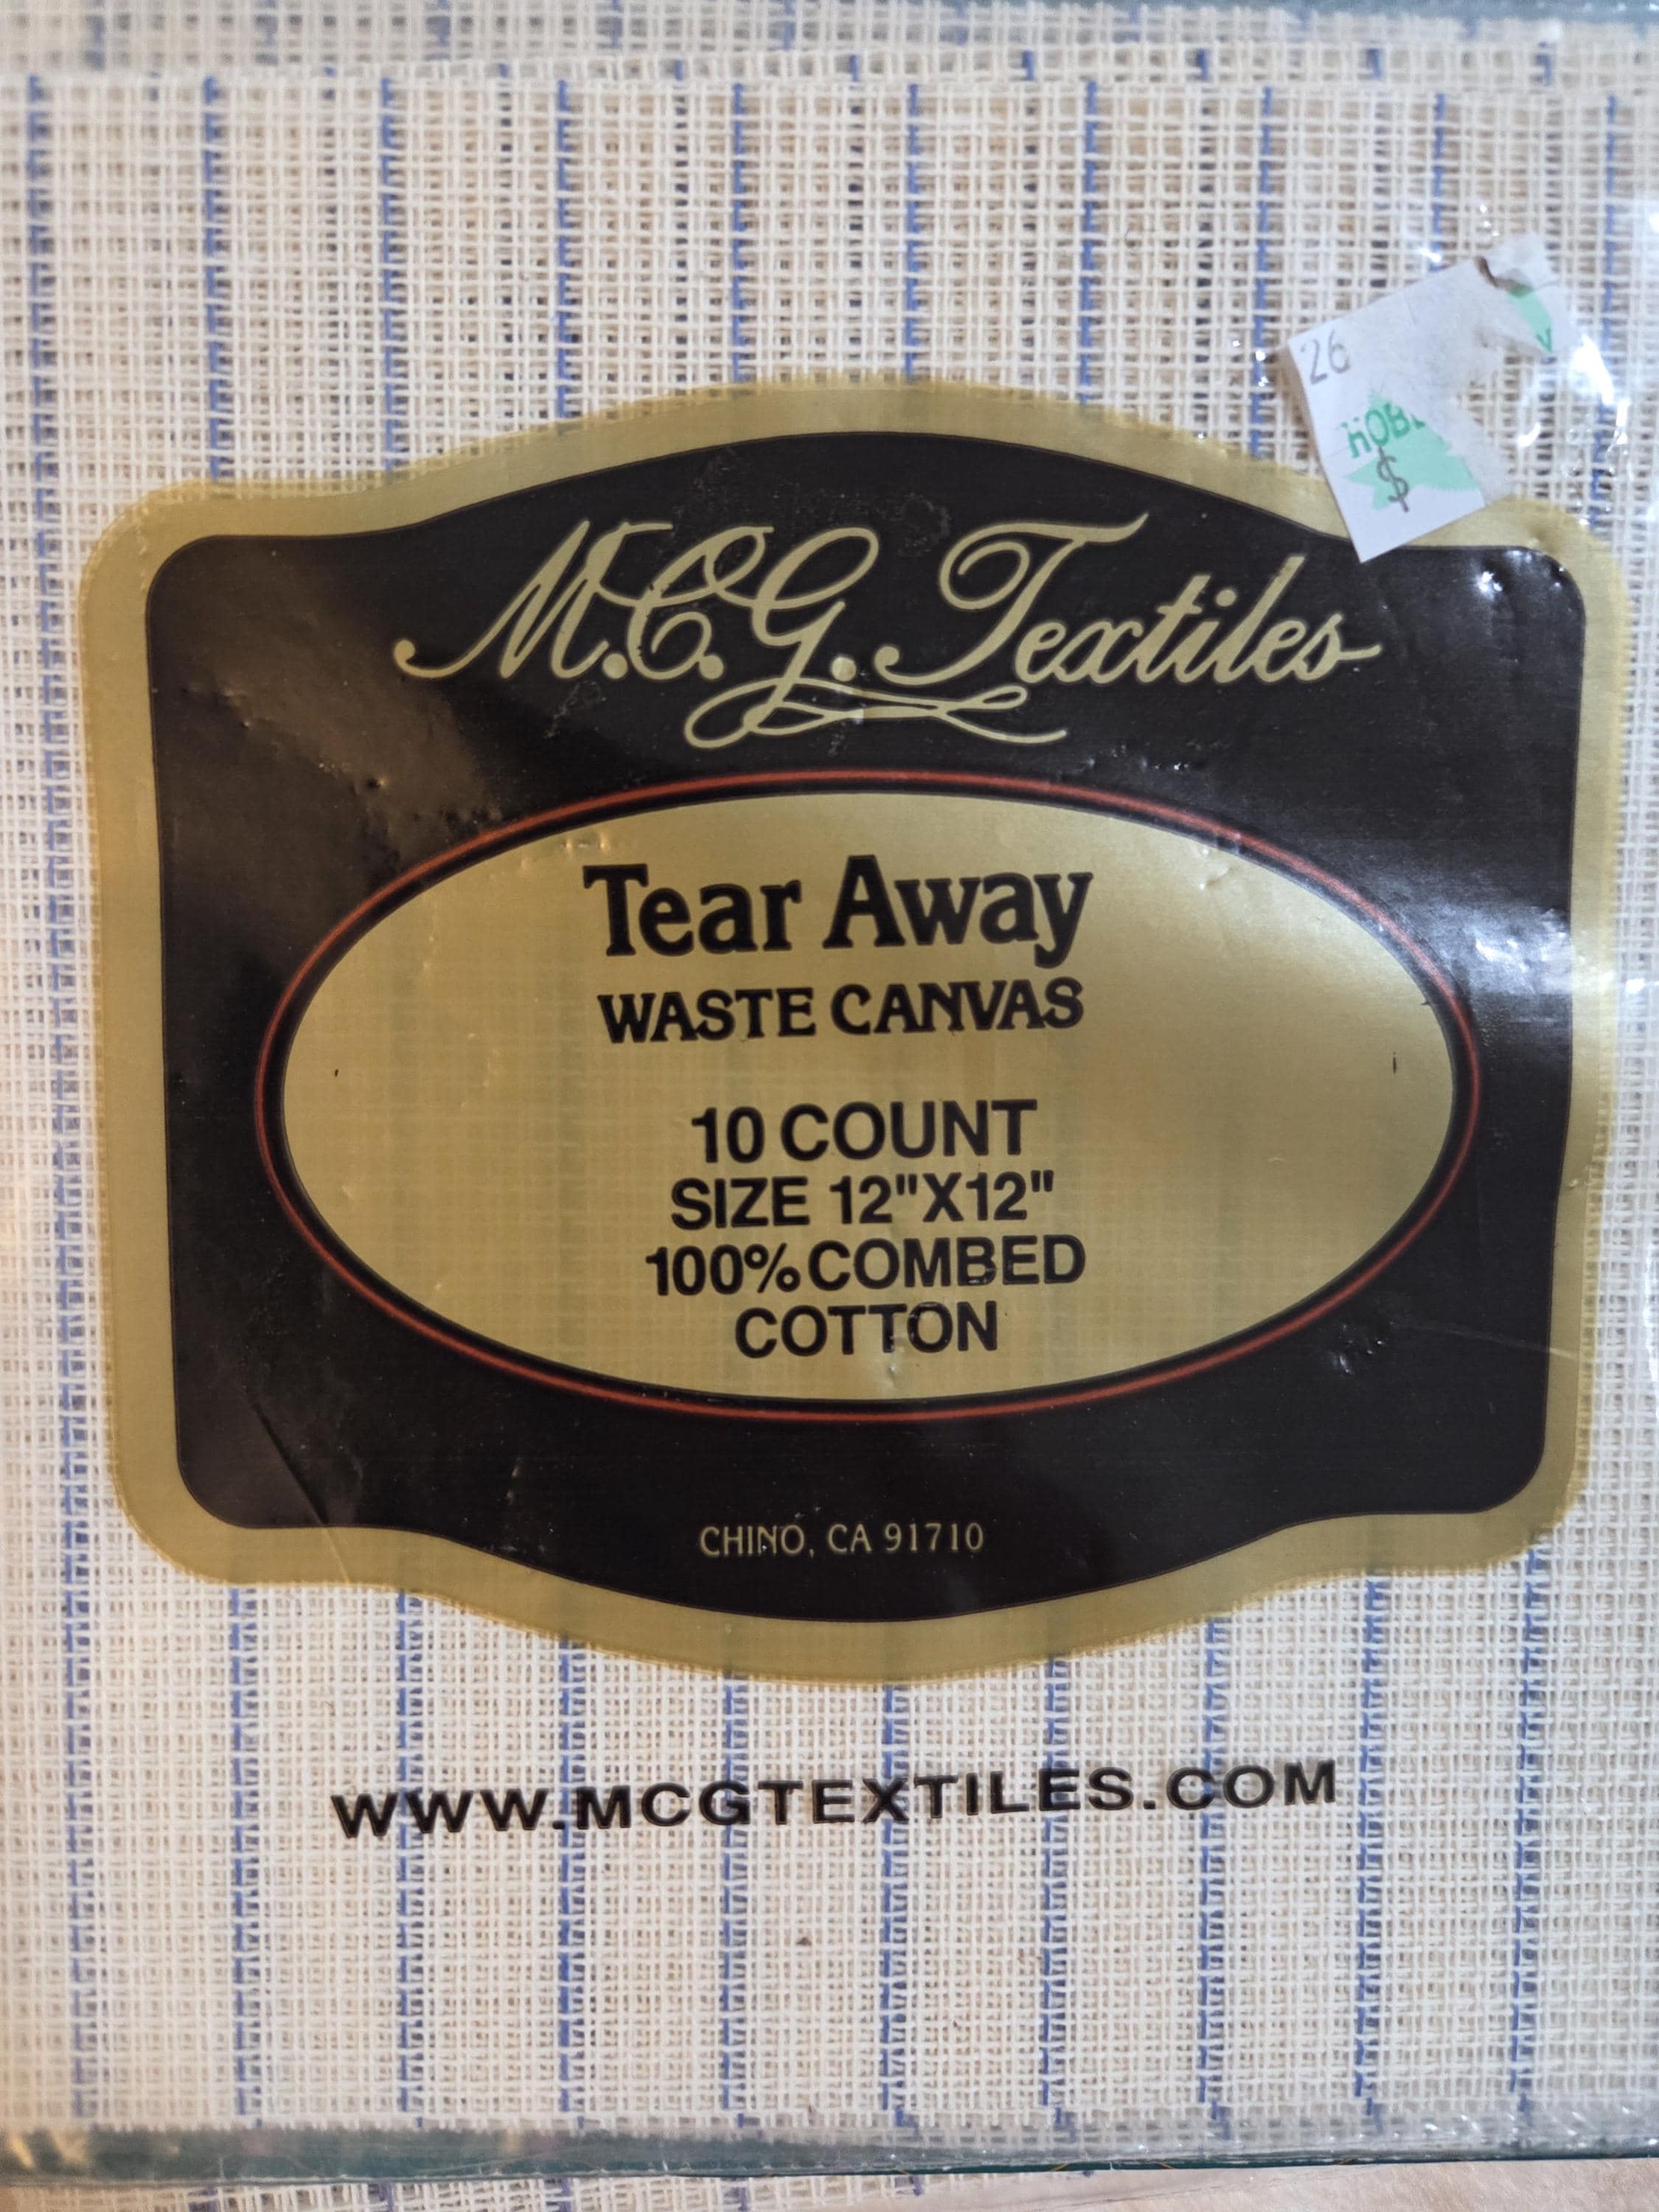 26
$
M.C.G. Textiles
Tear Away
WASTE CANVAS
10 COUNT
SIZE 12"X12"
100% COMBED
COTTON
CHINO, CA 91710
WWW.MCGTEXTILES.COM